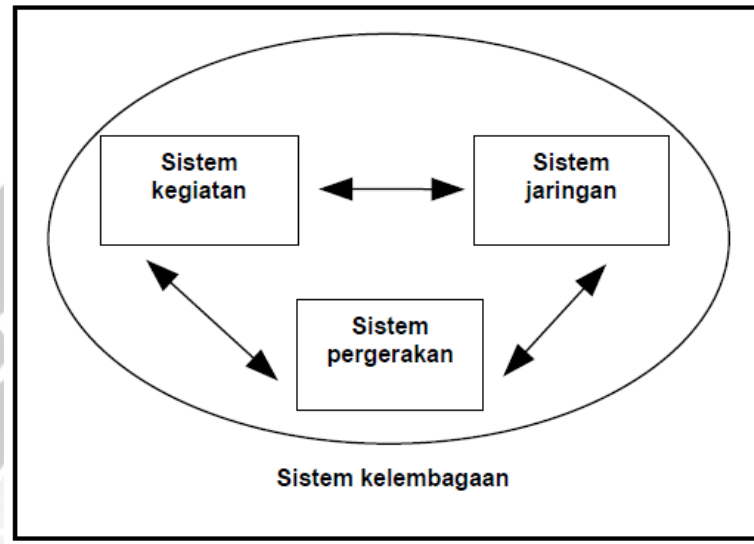 Sistem
kegiatan
Sistem
jaringan
Sistem
pergerakan
Sistem kelembagaan